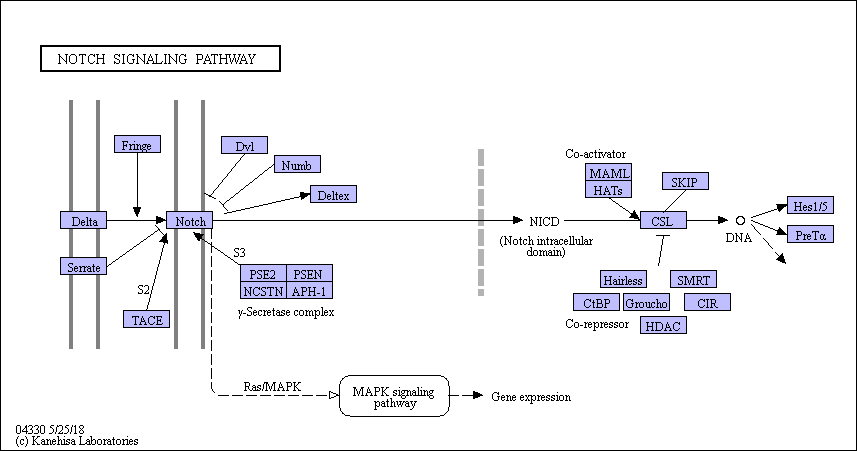 NOTCH SIGNALING PATHWAY
Fringe
Dvl
Numb
Deltex
Delta
Notch
Serrate
S2
TACE
S3
PSE2 PSEN
NCSTN APH-1
γ-Secretase complex
NICD
(Notch intracellular
domain)
Co-activator
MAML
HATs
SKIP
CSL
DNA
Hes1/5
PreTα
Hairless SMRT
CtBP Groucho CIR
Co-repressor HDAC
Ras/MAPK
MAPK signaling
pathway
Gene expression
04330 5/25/18
(c) Kanehisa Laboratories